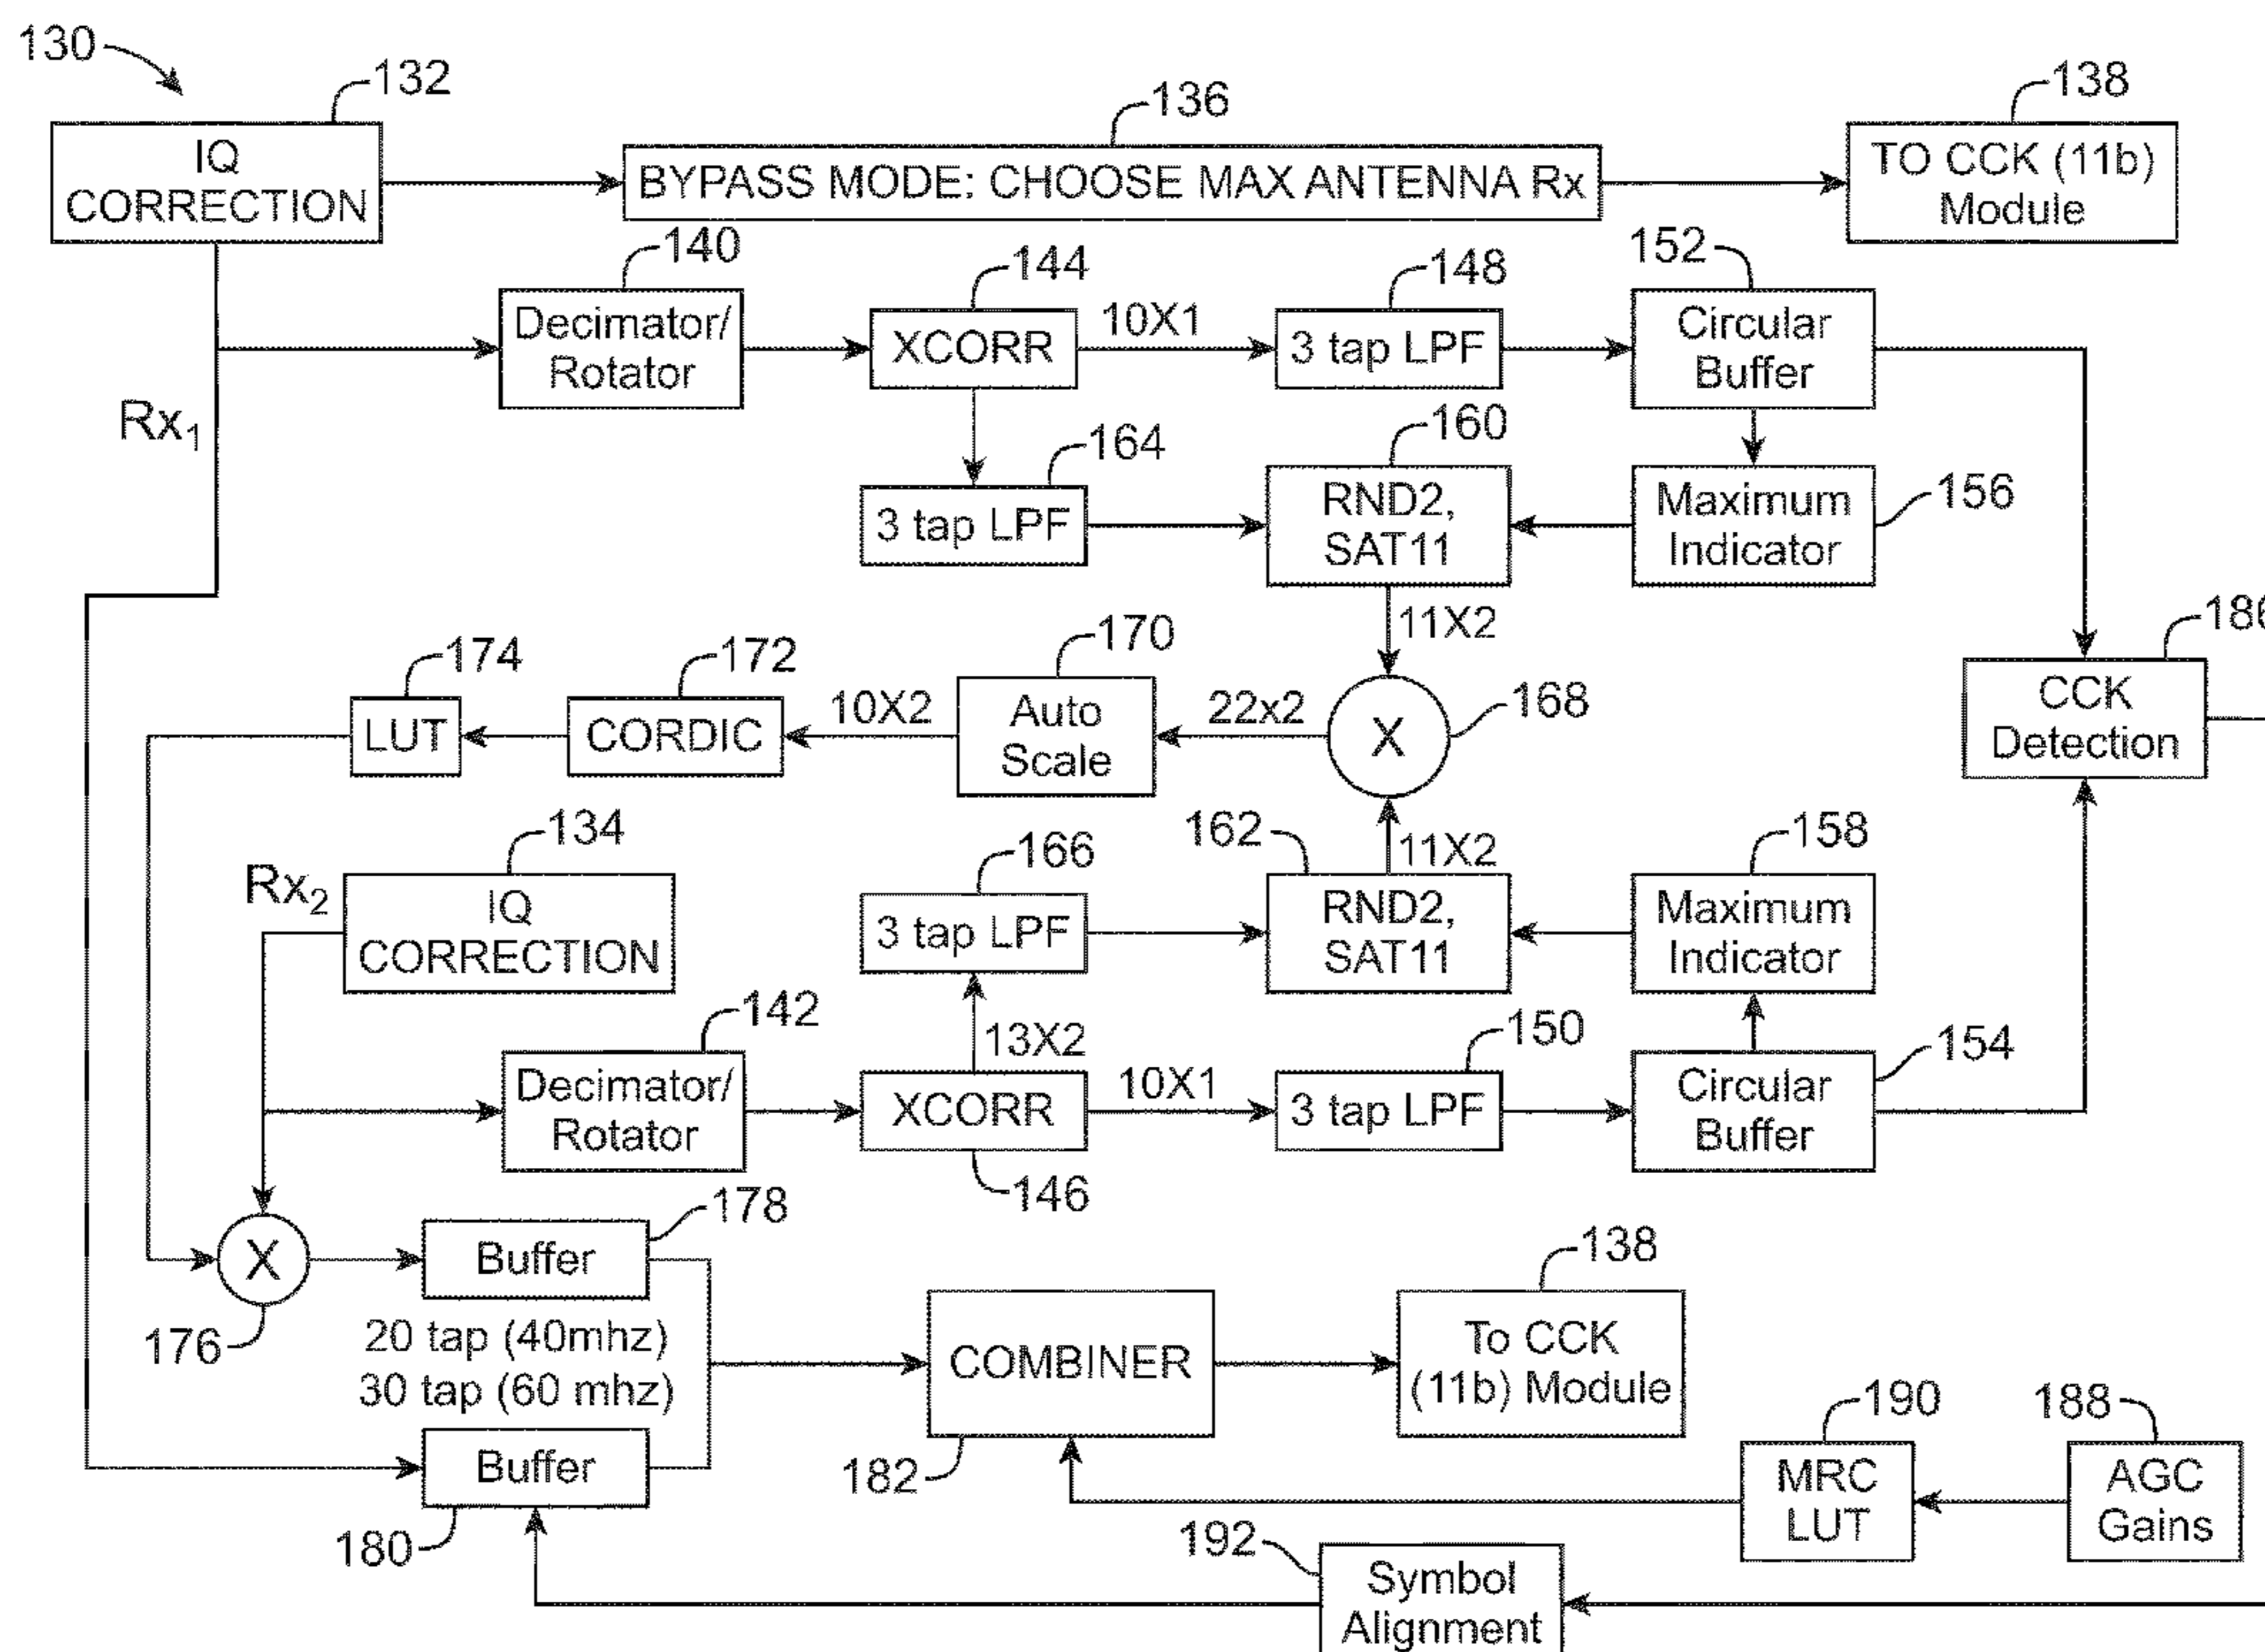 130
132
136
138
IQ
CORRECTION
BYPASS MODE: CHOOSE MAX ANTENNA Rx
TO CCK (11b)
Module
140
144
148
152
Decimator/
Rotator
XCORR
10X1
3 tap LPF
Circular
Buffer
Rx1
164
160
156
3 tap LPF
RND2,
SAT11
Maximum
Indicator
11X2
186
174
172
170
168
LUT
CORDIC
10X2
Auto
Scale
22x2
X
CCK
Detection
134
166
162
11X2
158
Rx2
IQ
CORRECTION
3 tap LPF
RND2,
SAT11
Maximum
Indicator
142
13X2
150
154
Decimator/
Rotator
XCORR
10X1
3 tap LPF
Circular
Buffer
146
178
138
X
Buffer
176
20 tap (40mhz)
30 tap (60 mhz)
COMBINER
To CCK
(11b) Module
182
190
188
Buffer
180
MRC
LUT
AGC
Gains
192
Symbol
Alignment